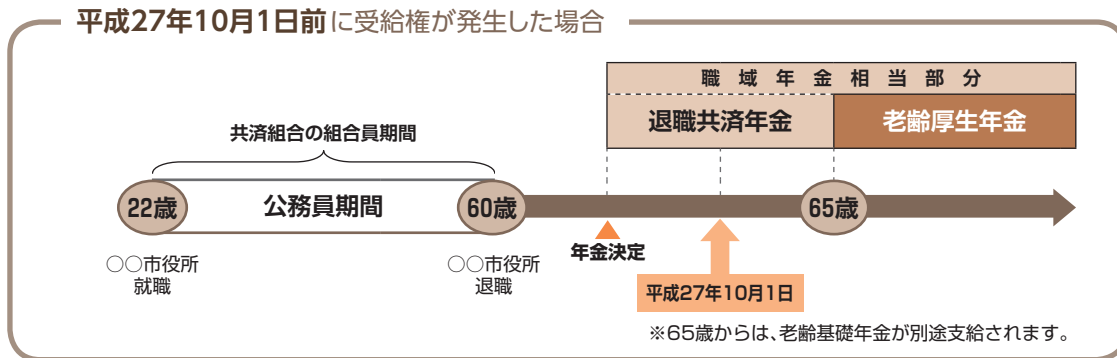 平成27年10月1日前に受給権が発生した場合
職域年金相当部分
退職共済年金
老齢厚生年金
共済組合の組合員期間
22歳
公務員期間
60歳
65歳
年金決定
○○市役所
就職
○○市役所
退職
平成27年10月1日
※65歳からは、老齢基礎年金が別途支給されます。